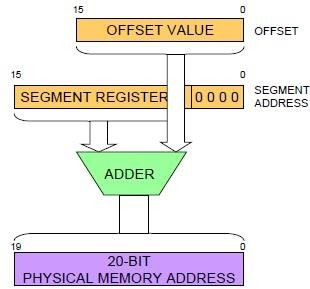 15 0
OFFSET VALUE OFFSET
15 0
SEGMENT REGISTER 0 0 0 0 SEGMENT
ADDRESS
ADDER
19 0
20-BIT
PHYSICAL MEMORY ADDRESS